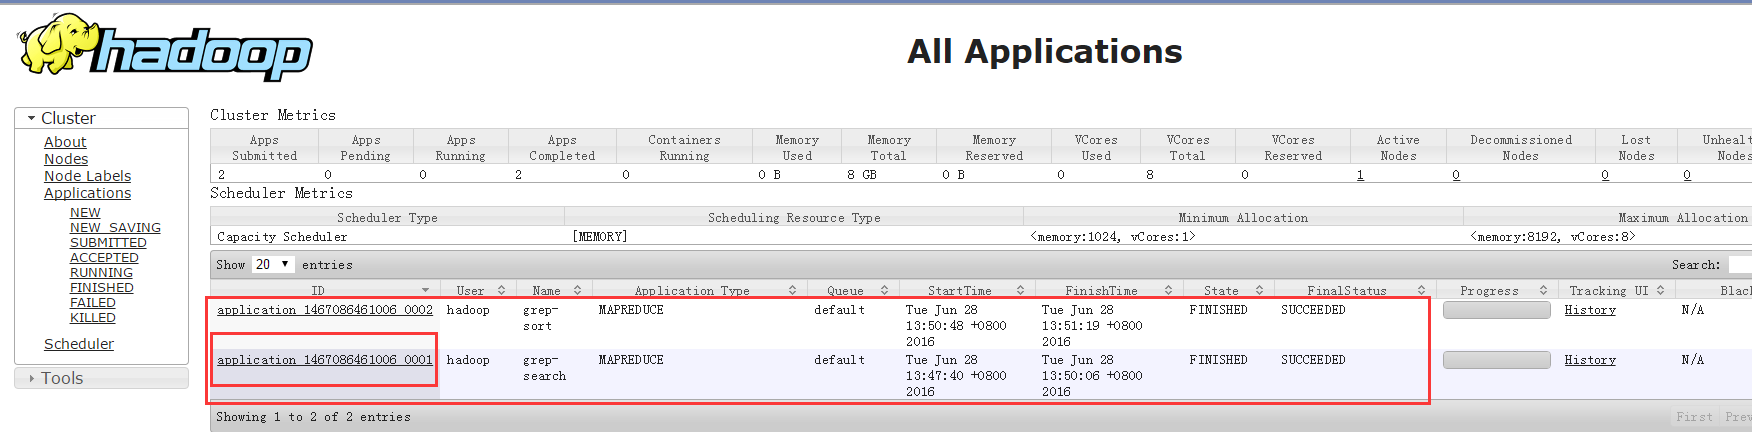 hadoop
All Applications
Cluster
About
Nodes
Node Labels
Applications
NEW
NEW_SAVING
SUBMITTED
ACCEPTED
RUNNING
FINISHED
FAILED
KILLED
Scheduler
Tools
Cluster Metrics
Apps Submitted Apps Pending Apps Running Apps Completed Containers Running Memory Used Memory Total Memory Reserved VCores Used VCores Total VCores Reserved Active Nodes Decommissioned Nodes Lost Nodes Unhealt Nodes
2 0 0 2 0 0 B 8 GB 0 B 0 8 0 1 0 0 0
Scheduler Metrics
Scheduler Type Scheduling Resource Type Minimum Allocation Maximum Allocation
Capacity Scheduler [MEMORY] <memory:1024, vCores:1> <memory:8192, vCores:8>
Show 20 entries Search:
ID User Name Application Type Queue StartTime FinishTime State FinalStatus Progress Tracking UI Black
application_1467086461006_0002 hadoop grep-sort MAPREDUCE default Tue Jun 28 13:50:48 +0800 2016 Tue Jun 28 13:51:19 +0800 2016 FINISHED SUCCEEDED History N/A
application_1467086461006_0001 hadoop grep-search MAPREDUCE default Tue Jun 28 13:47:40 +0800 2016 Tue Jun 28 13:50:06 +0800 2016 FINISHED SUCCEEDED History N/A
Showing 1 to 2 of 2 entries First Prev